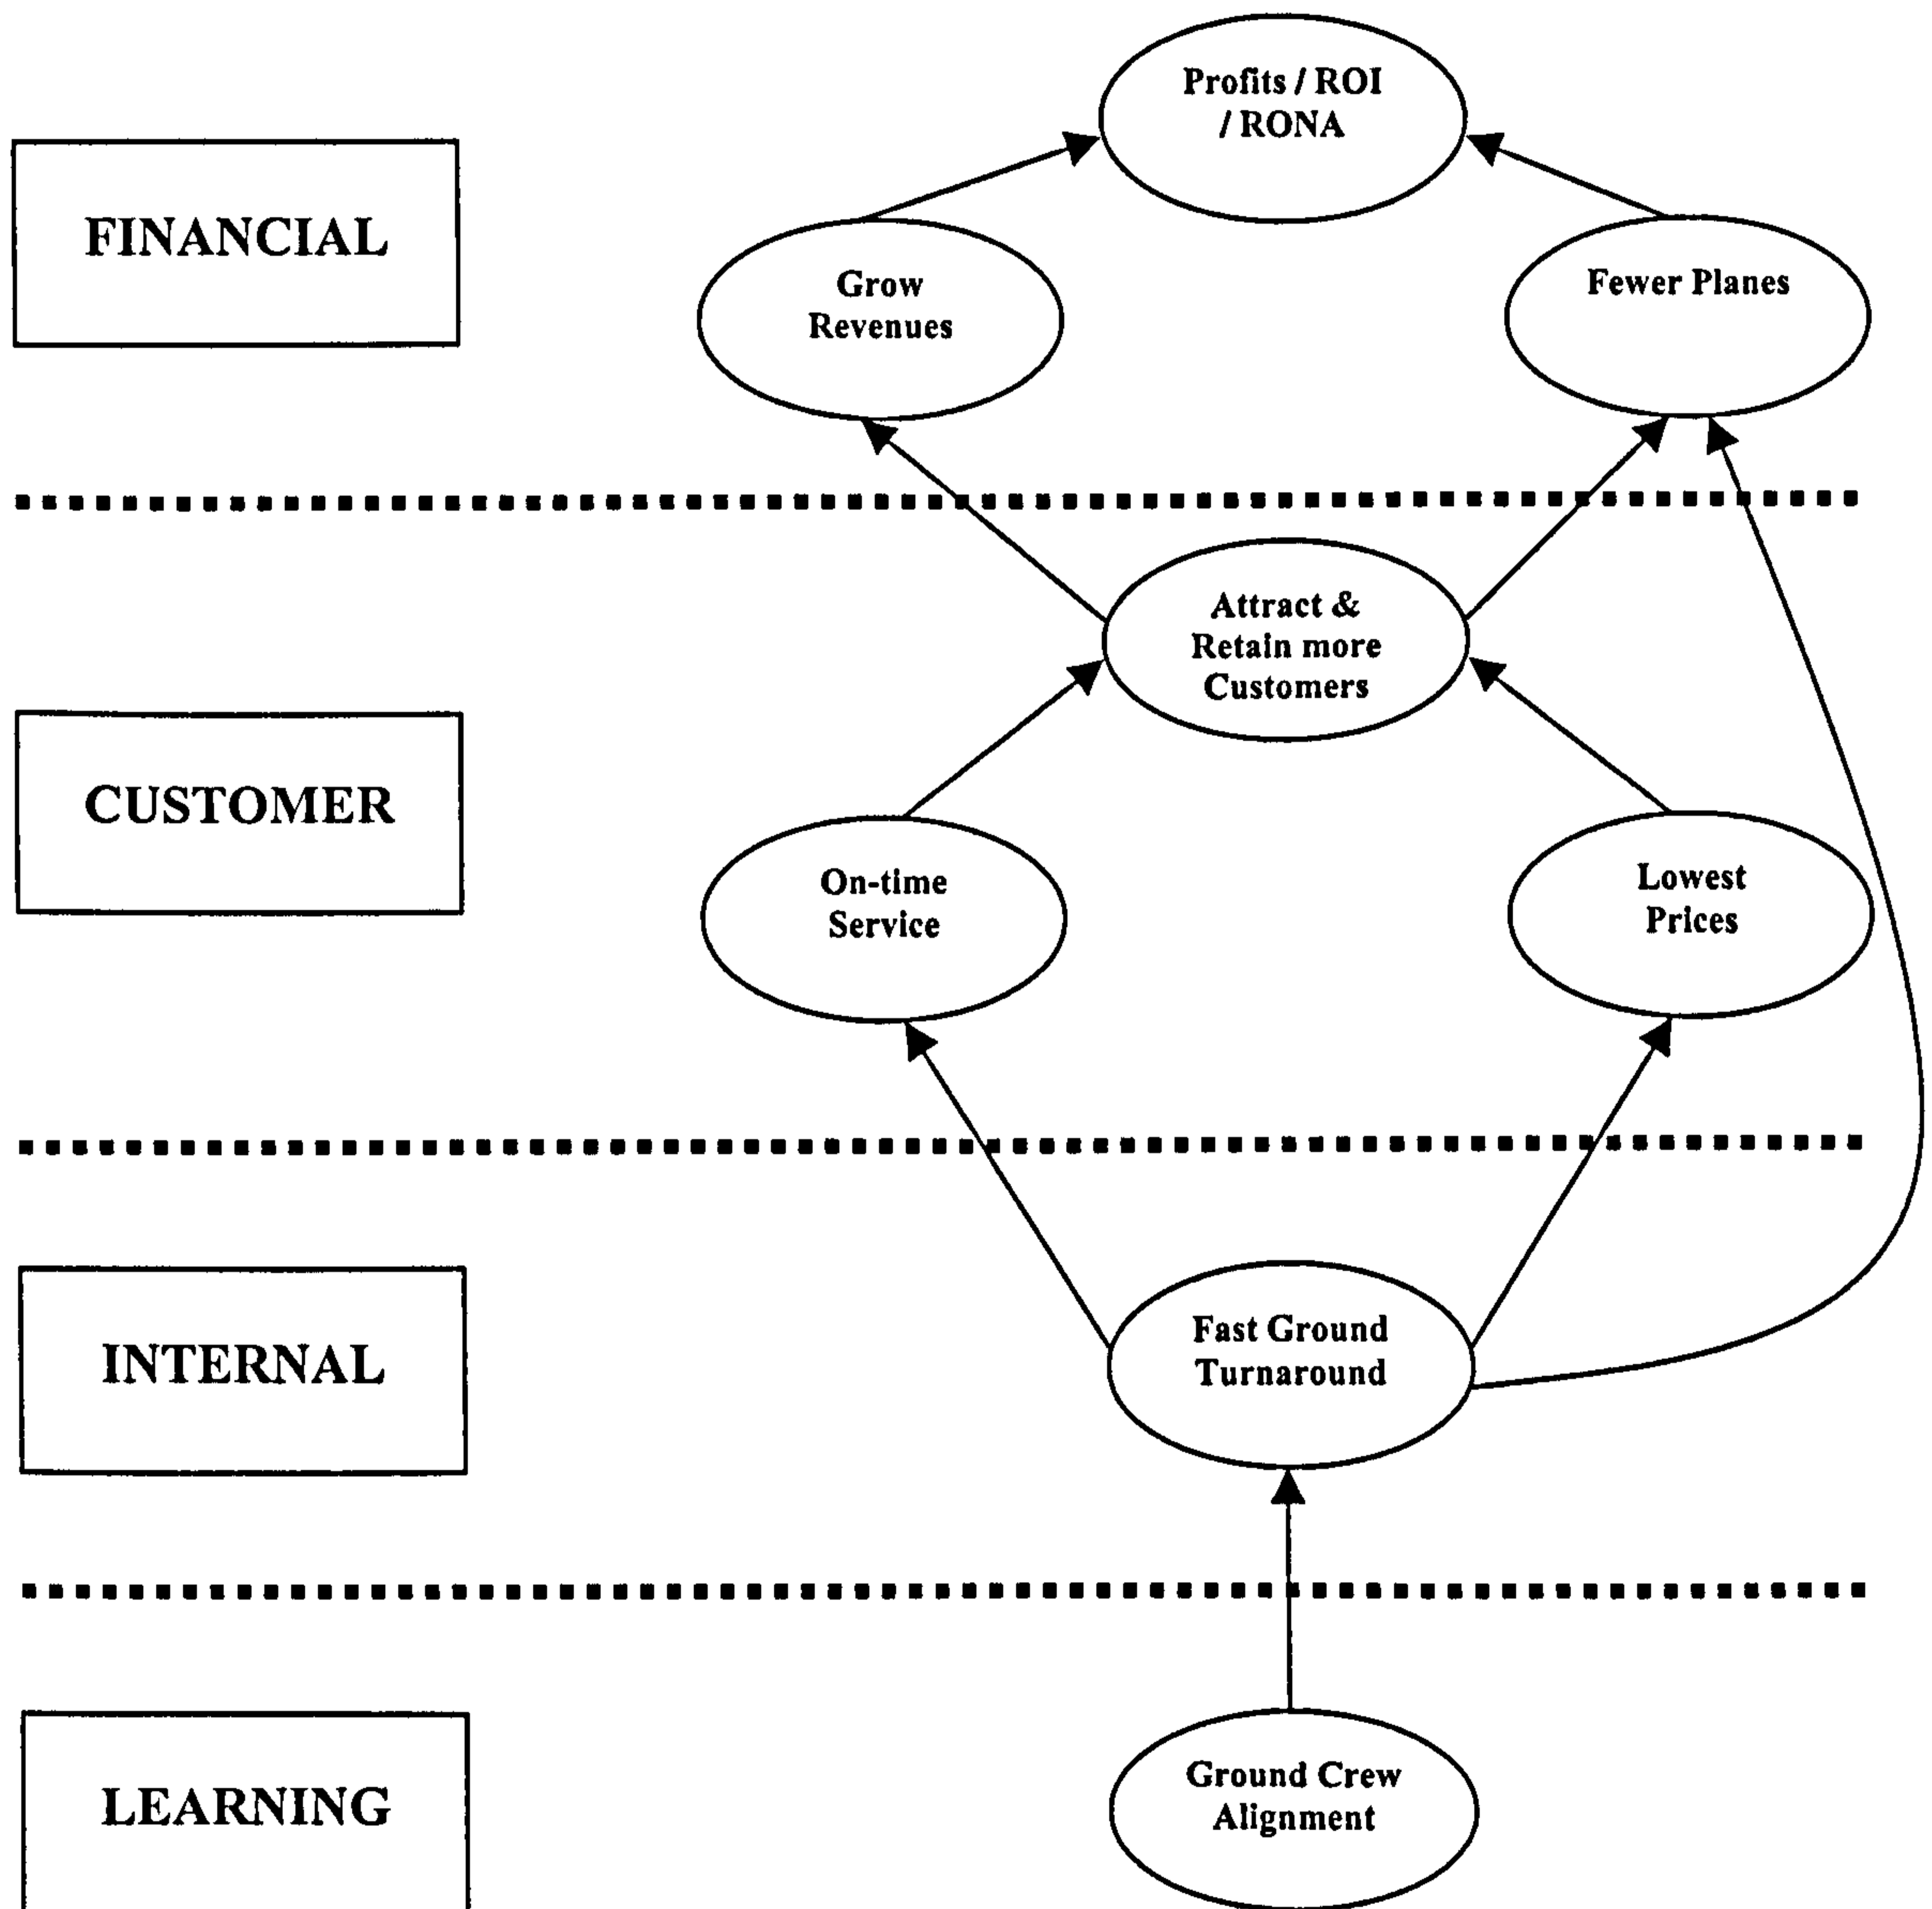 Profits / ROI
/ RONA
FINANCIAL
Grow
Revenues
Fewer Planes
Attract &
Retain more
Customers
CUSTOMER
On-time
Service
Lowest
Prices
INTERNAL
Fast Ground
Turnaround
LEARNING
Ground Crew
Alignment